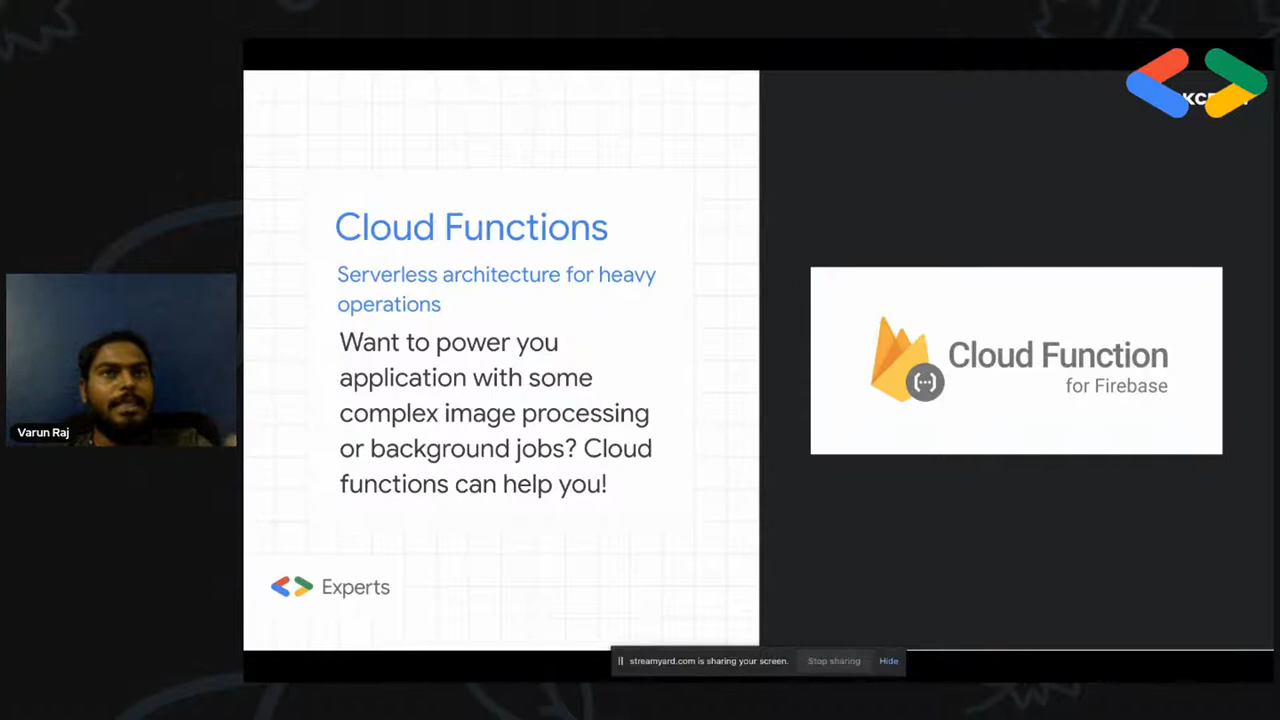 Cloud Functions
Serverless architecture for heavy
operations
Want to power you
application with some
complex image processing
or background jobs? Cloud
functions can help you!
Experts
Cloud Function
for Firebase
Varun Raj
streamyard.com is sharing your screen.
Stop sharing
Hide